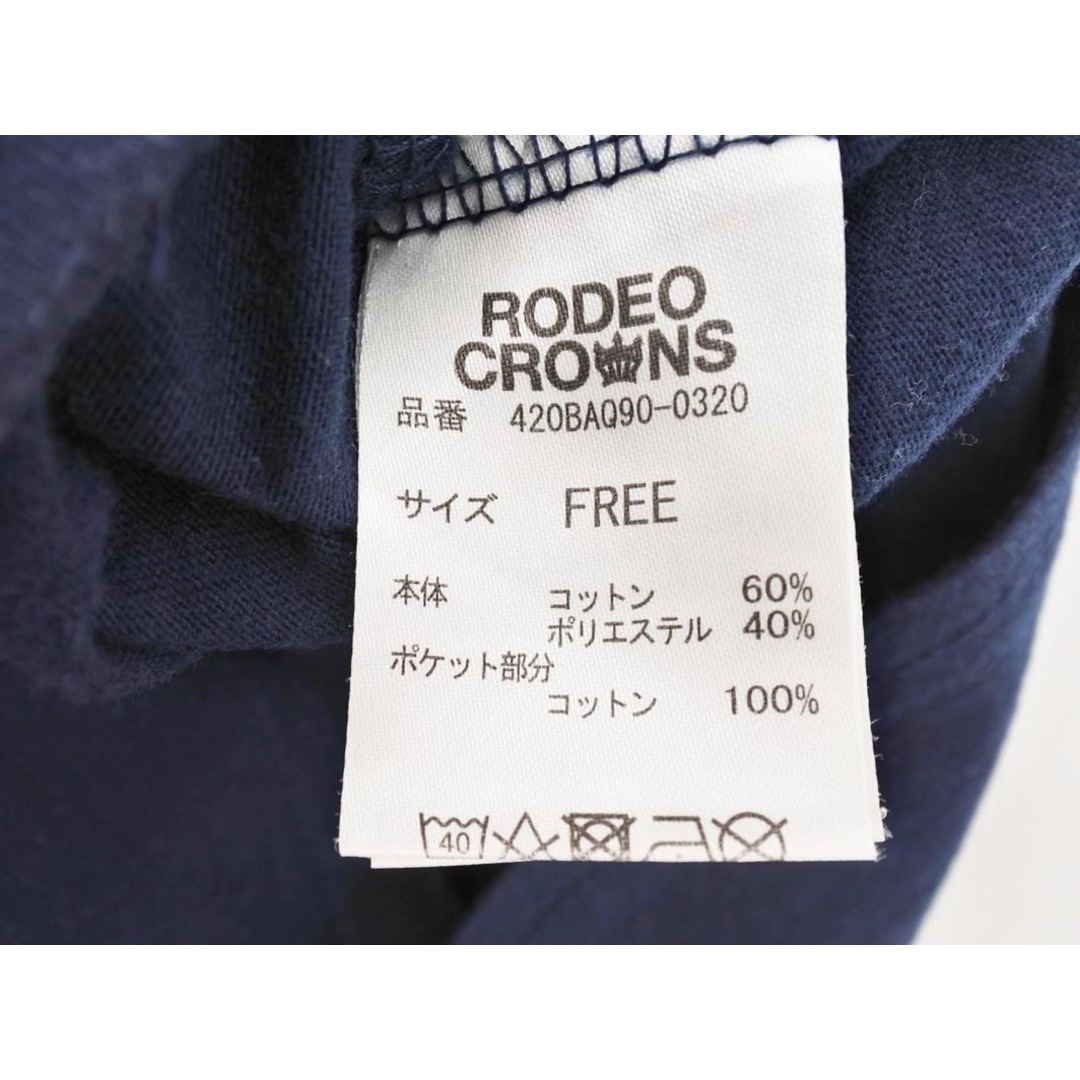 RODEO
CROWNS
品番 420BAQ90-0320
サイズ FREE
本体 コットン 60%
ポリエステル 40%
ポケット部分
コットン 100%
40